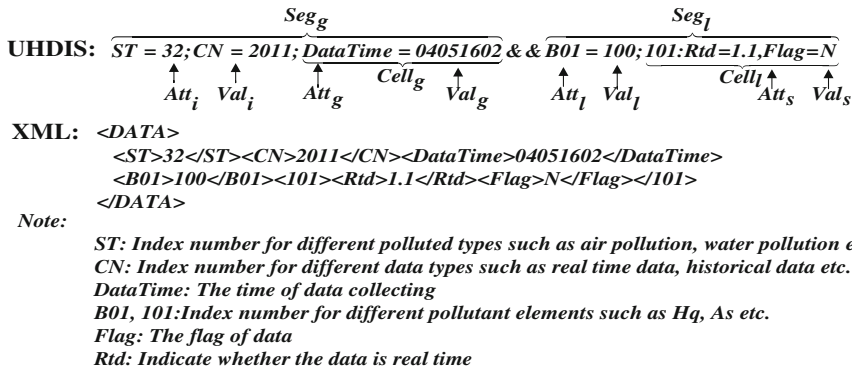 Seg_g Seg_l
UHDIS: ST = 32;CN = 2011;DataTime = 04051602 & & B01 = 100;101:Rtd=1.1,Flag=N
Cell_g Cell_l
Att_i Val_i Att_g Val_g Att_l Val_l Att_s Val_s
XML: <DATA>
<ST>32</ST><CN>2011</CN><DataTime>04051602</DataTime>
<B01>100</B01><101><Rtd>1.1</Rtd><Flag>N</Flag></101>
</DATA>
Note:
ST: Index number for different polluted types such as air pollution, water pollution e
CN: Index number for different data types such as real time data, historical data etc.
DataTime: The time of data collecting
B01, 101:Index number for different pollutant elements such as Hq, As etc.
Flag: The flag of data
Rtd: Indicate whether the data is real time